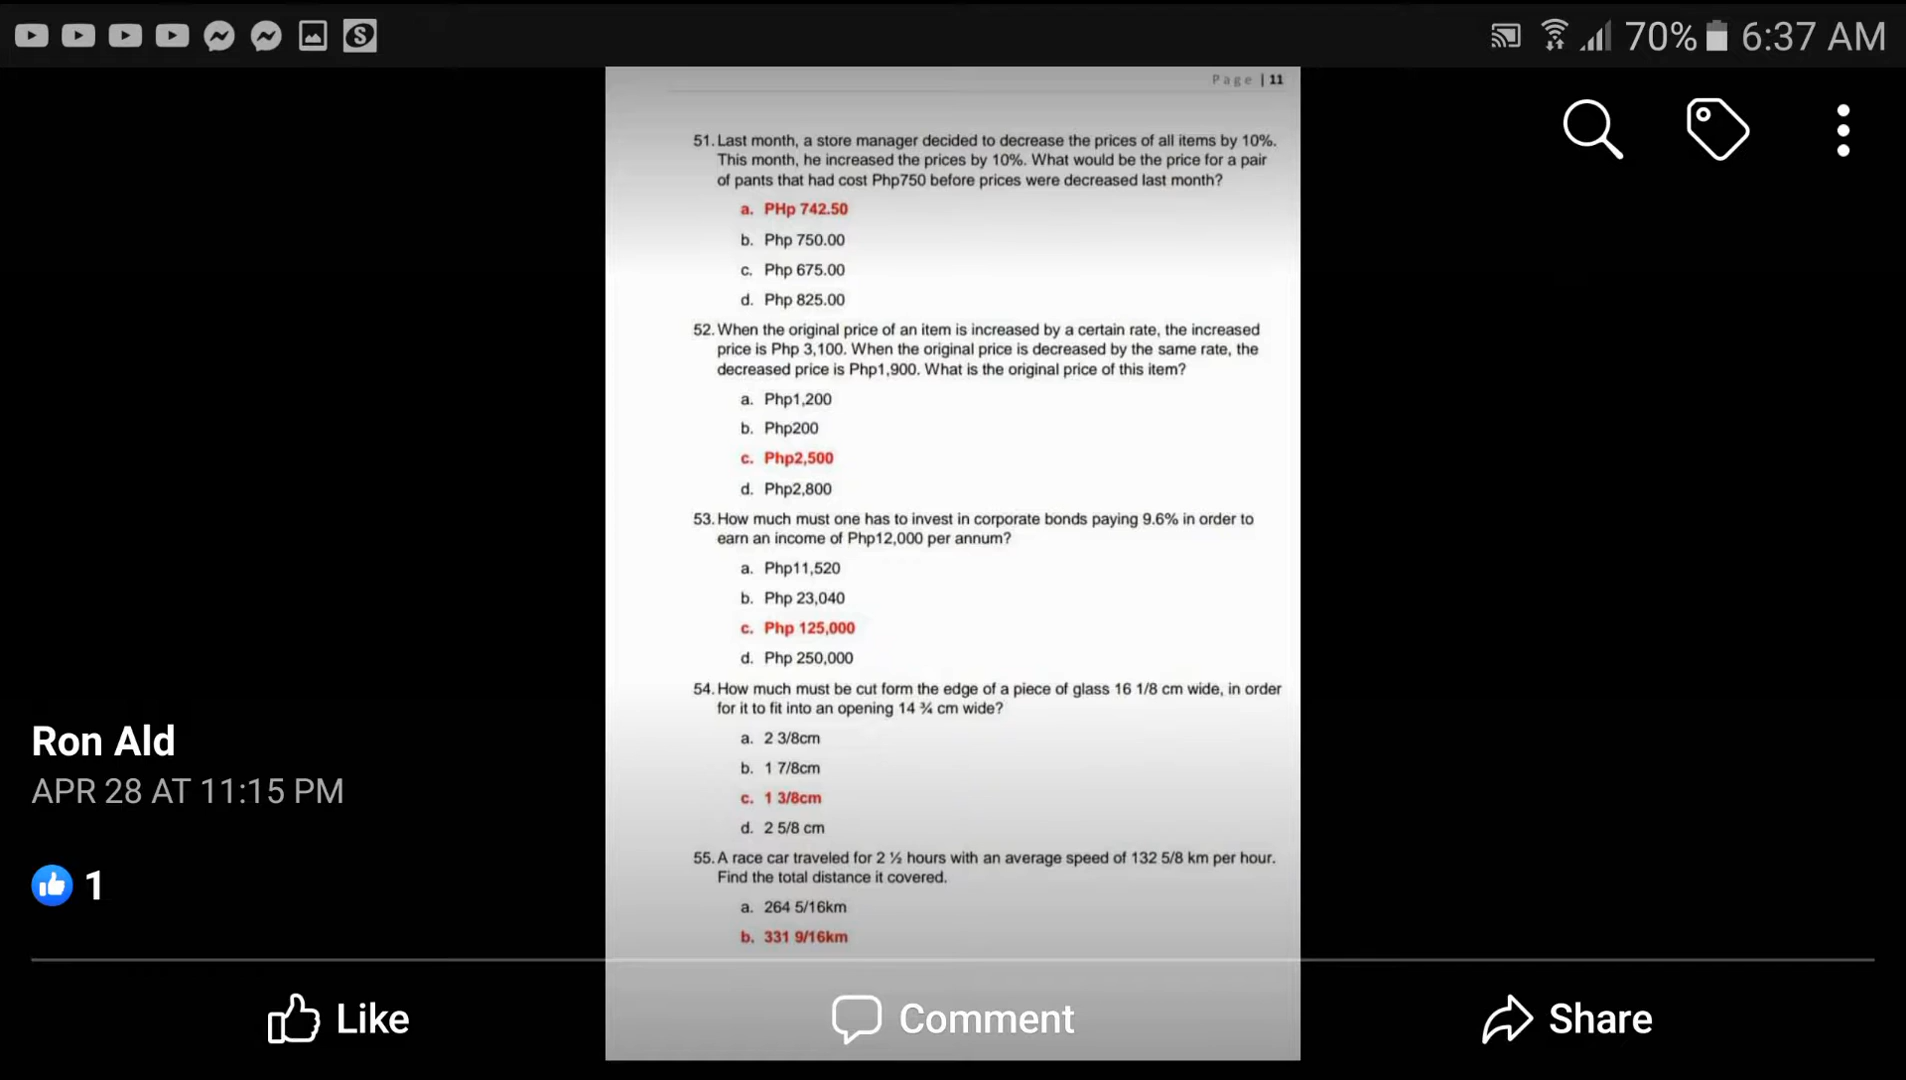 70% 6:37 AM
Page | 11
51. Last month, a store manager decided to decrease the prices of all items by 10%.
This month, he increased the prices by 10%. What would be the price for a pair
of pants that had cost Php750 before prices were decreased last month?
a. PHp 742.50
b. Php 750.00
c. Php 675.00
d. Php 825.00
52. When the original price of an item is increased by a certain rate, the increased
price is Php 3,100. When the original price is decreased by the same rate, the
decreased price is Php1,900. What is the original price of this item?
a. Php1,200
b. Php200
c. Php2,500
d. Php2,800
53. How much must one has to invest in corporate bonds paying 9.6% in order to
earn an income of Php12,000 per annum?
a. Php11,520
b. Php 23,040
c. Php 125,000
d. Php 250,000
54. How much must be cut form the edge of a piece of glass 16 1/8 cm wide, in order
for it to fit into an opening 14 ¾ cm wide?
a. 2 3/8cm
b. 1 7/8cm
c. 1 3/8cm
d. 2 5/8 cm
55. A race car traveled for 2 ½ hours with an average speed of 132 5/8 km per hour.
Find the total distance it covered.
a. 264 5/16km
b. 331 9/16km
Ron Ald
APR 28 AT 11:15 PM
1
Like
Comment
Share